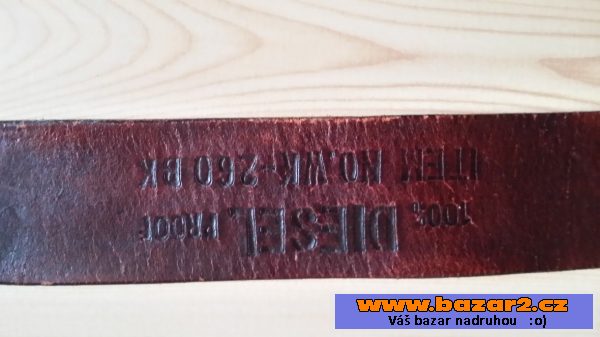 100% DIESEL PROOF
ITEM NO.WK-260 BK
www.bazar2.cz
Váš bazar nadruhou :o)